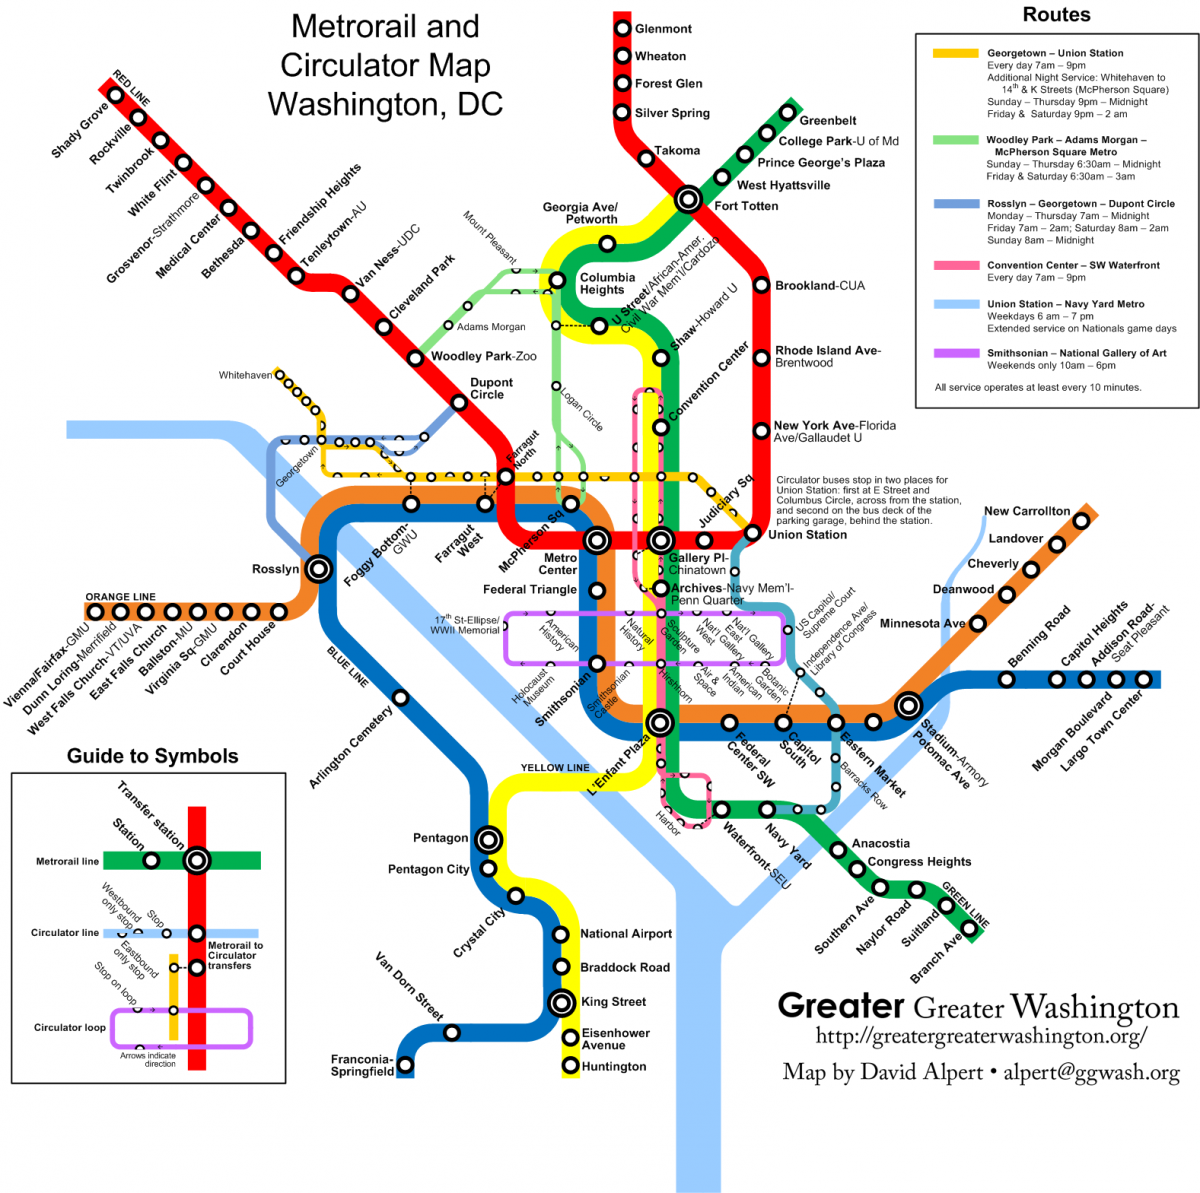 Metrorail and
Circulator Map
Washington, DC
Routes
Georgetown – Union Station
Every day 7am – 9pm
Additional Night Service: Whitehaven to
14th & K Streets (McPherson Square)
Sunday – Thursday 9pm – Midnight
Friday & Saturday 9pm – 2 am
Woodley Park – Adams Morgan –
McPherson Square Metro
Sunday – Thursday 6:30am – Midnight
Friday & Saturday 6:30am – 3am
Rosslyn – Georgetown – Dupont Circle
Monday – Thursday 7am – Midnight
Friday 7am – 2am; Saturday 8am – 2am
Sunday 8am – Midnight
Convention Center – SW Waterfront
Every day 7am – 9pm
Union Station – Navy Yard Metro
Weekdays 6 am – 7 pm
Extended service on Nationals game days
Smithsonian – National Gallery of Art
Weekends only 10am – 6pm
All service operates at least every 10 minutes.
RED LINE
Shady Grove
Rockville
Twinbrook
White Flint
Grosvenor-Strathmore
Medical Center
Bethesda
Friendship Heights
Tenleytown-AU
Van Ness-UDC
Cleveland Park
Woodley Park-Zoo
Dupont
Circle
Farragut
North
Metro
Center
Gallery Pl-
Chinatown
Judiciary Sq
Union Station
New York Ave-Florida
Ave/Gallaudet U
Rhode Island Ave-
Brentwood
Brookland-CUA
Fort Totten
Takoma
Silver Spring
Forest Glen
Wheaton
Glenmont
Greenbelt
College Park-U of Md
Prince George's Plaza
West Hyattsville
Georgia Ave/
Petworth
Columbia
Heights
U Street/African-Amer.
Civil War Mem'l/Cardozo
Shaw-Howard U
Convention Center
Archives-Navy Mem'l-
Penn Quarter
Mount Pleasant
Adams Morgan
Logan Circle
Whitehaven
Georgetown
Circulator buses stop in two places for
Union Station: first at E Street and
Columbus Circle, across from the station,
and second on the bus deck of the
parking garage, behind the station.
Rosslyn
Foggy Bottom-
GWU
Farragut
West
McPherson Sq
Federal Triangle
ORANGE LINE
Vienna/Fairfax-GMU
Dunn Loring-Merrifield
West Falls Church-VT/UVA
East Falls Church
Ballston-MU
Virginia Sq-GMU
Clarendon
Court House
17th St-Ellipse/
WWII Memorial
American
History
Natural
History
Sculpture
Garden
Nat'l Gallery
West
Nat'l Gallery
East
US Capitol/
Supreme Court
Independence Ave/
Library of Congress
Holocaust
Museum
Smithsonian
Smithsonian
Castle
Hirshhorn
Air &
Space
American
Indian
Botanic
Garden
New Carrollton
Landover
Cheverly
Deanwood
Minnesota Ave
Benning Road
Capitol Heights
Addison Road-
Seat Pleasant
Morgan Boulevard
Largo Town Center
Stadium-Armory
Potomac Ave
Eastern Market
Capitol
South
Federal
Center SW
L'Enfant Plaza
Barracks Row
Harbor
Waterfront-SEU
Navy Yard
Anacostia
Congress Heights
Southern Ave
Naylor Road
Suitland
Branch Ave
GREEN LINE
BLUE LINE
Arlington Cemetery
YELLOW LINE
Pentagon
Pentagon City
Crystal City
National Airport
Braddock Road
King Street
Eisenhower
Avenue
Huntington
Van Dorn Street
Franconia-
Springfield
Guide to Symbols
Transfer station
Station
Metrorail line
Westbound
only stop
Stop
Circulator line
Eastbound
only stop
Metrorail to
Circulator
transfers
Stop on loop
Circulator loop
Arrows indicate
direction
Greater Greater Washington
http://greatergreaterwashington.org/
Map by David Alpert • alpert@ggwash.org